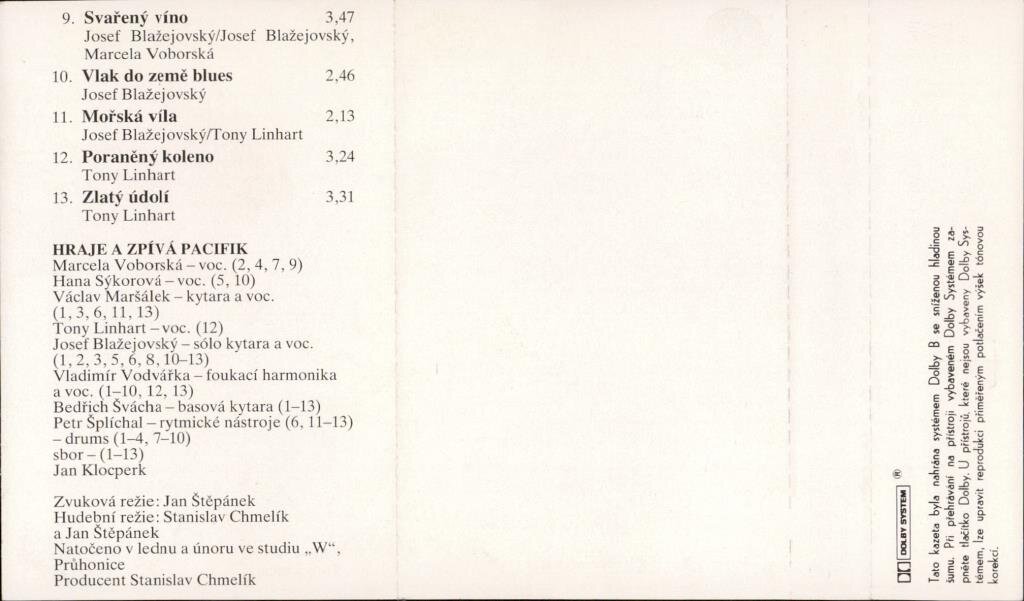 9. Svařený víno 3,47
Josef Blažejovský/Josef Blažejovský,
Marcela Voborská
10. Vlak do země blues 2,46
Josef Blažejovský
11. Mořská víla 2,13
Josef Blažejovský/Tony Linhart
12. Poraněný koleno 3,24
Tony Linhart
13. Zlatý údolí 3,31
Tony Linhart
HRAJE A ZPÍVÁ PACIFIK
Marcela Voborská – voc. (2, 4, 7, 9)
Hana Sýkorová – voc. (5, 10)
Václav Maršálek – kytara a voc.
(1, 3, 6, 11, 13)
Tony Linhart – voc. (12)
Josef Blažejovský – sólo kytara a voc.
(1, 2, 3, 5, 6, 8, 10–13)
Vladimír Vodvářka – foukací harmonika
a voc. (1–10, 12, 13)
Bedřich Švácha – basová kytara (1–13)
Petr Šplíchal – rytmické nástroje (6, 11–13)
– drums (1–4, 7–10)
sbor – (1–13)
Jan Klocperk
Zvuková režie: Jan Štěpánek
Hudební režie: Stanislav Chmelík
a Jan Štěpánek
Natočeno v lednu a únoru ve studiu „W“,
Průhonice
Producent Stanislav Chmelík
DOLBY SYSTEM ®
Tato kazeta byla nahrána systémem Dolby B se sníženou hladinou
šumu. Při přehrávání na přístroji vybaveném Dolby Systémem za-
pněte tlačítko Dolby. U přístrojů, které nejsou vybaveny Dolby Sys-
témem, lze upravit reprodukci přiměřeným potlačením výšek tónovou
korekcí.